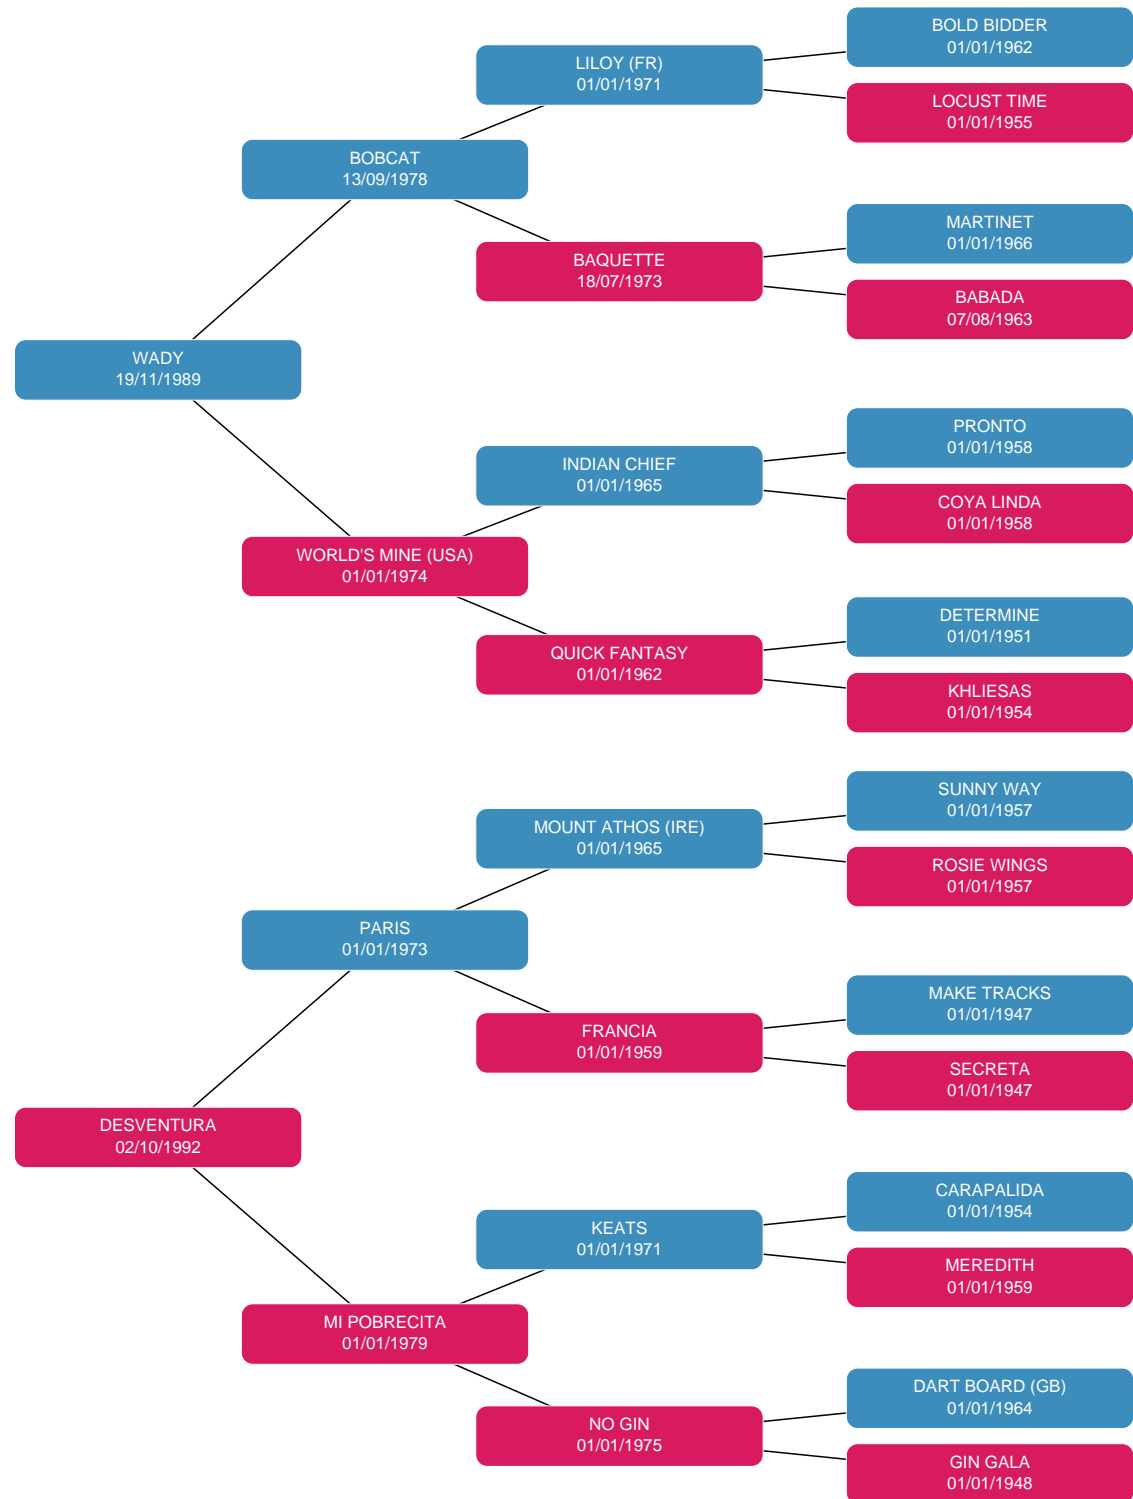 BOLD BIDDER
01/01/1962
LILOY (FR)
01/01/1971
LOCUST TIME
01/01/1955
BOBCAT
13/09/1978
MARTINET
01/01/1966
BAQUETTE
18/07/1973
BABADA
07/08/1963
WADY
19/11/1989
PRONTO
01/01/1958
INDIAN CHIEF
01/01/1965
COYA LINDA
01/01/1958
WORLD'S MINE (USA)
01/01/1974
DETERMINE
01/01/1951
QUICK FANTASY
01/01/1962
KHLIESAS
01/01/1954
SUNNY WAY
01/01/1957
MOUNT ATHOS (IRE)
01/01/1965
ROSIE WINGS
01/01/1957
PARIS
01/01/1973
MAKE TRACKS
01/01/1947
FRANCIA
01/01/1959
SECRETA
01/01/1947
DESVENTURA
02/10/1992
CARAPALIDA
01/01/1954
KEATS
01/01/1971
MEREDITH
01/01/1959
MI POBRECITA
01/01/1979
DART BOARD (GB)
01/01/1964
NO GIN
01/01/1975
GIN GALA
01/01/1948